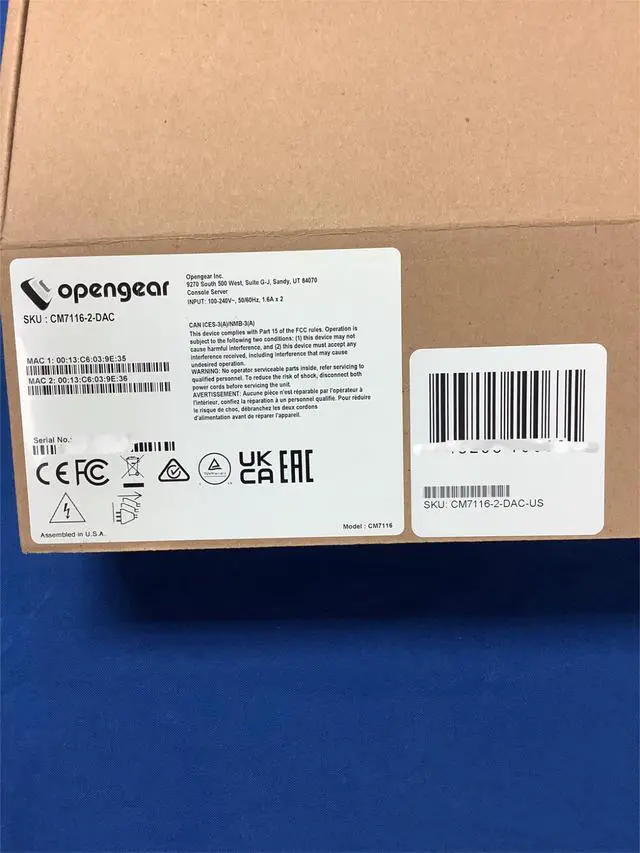 opengear
SKU : CM7116-2-DAC
Opengear Inc.
9270 South 500 West, Suite G-J, Sandy, UT 84070
Console Server
INPUT: 100-240V~, 50/60Hz, 1.6A x 2
CAN ICES-3(A)/NMB-3(A)
This device complies with Part 15 of the FCC rules. Operation is
subject to the following two conditions: (1) this device may not
cause harmful interference, and (2) this device must accept any
interference received, including interference that may cause
undesired operation.
WARNING: No operator serviceable parts inside, refer servicing to
qualified personnel. To reduce the risk of shock, disconnect both
power cords before servicing the unit.
AVERTISSEMENT: Aucune pièce n'est réparable par l'opérateur à
l'intérieur, confiez la réparation à un personnel qualifié. Pour réduire
le risque de choc, débranchez les deux cordons
d'alimentation avant de réparer l'appareil.
MAC 1: 00:13:C6:03:9E:35
MAC 2: 00:13:C6:03:9E:36
Serial No.:
CE FC UK CA EAC
Assembled in U.S.A.
Model : CM7116
SKU: CM7116-2-DAC-US